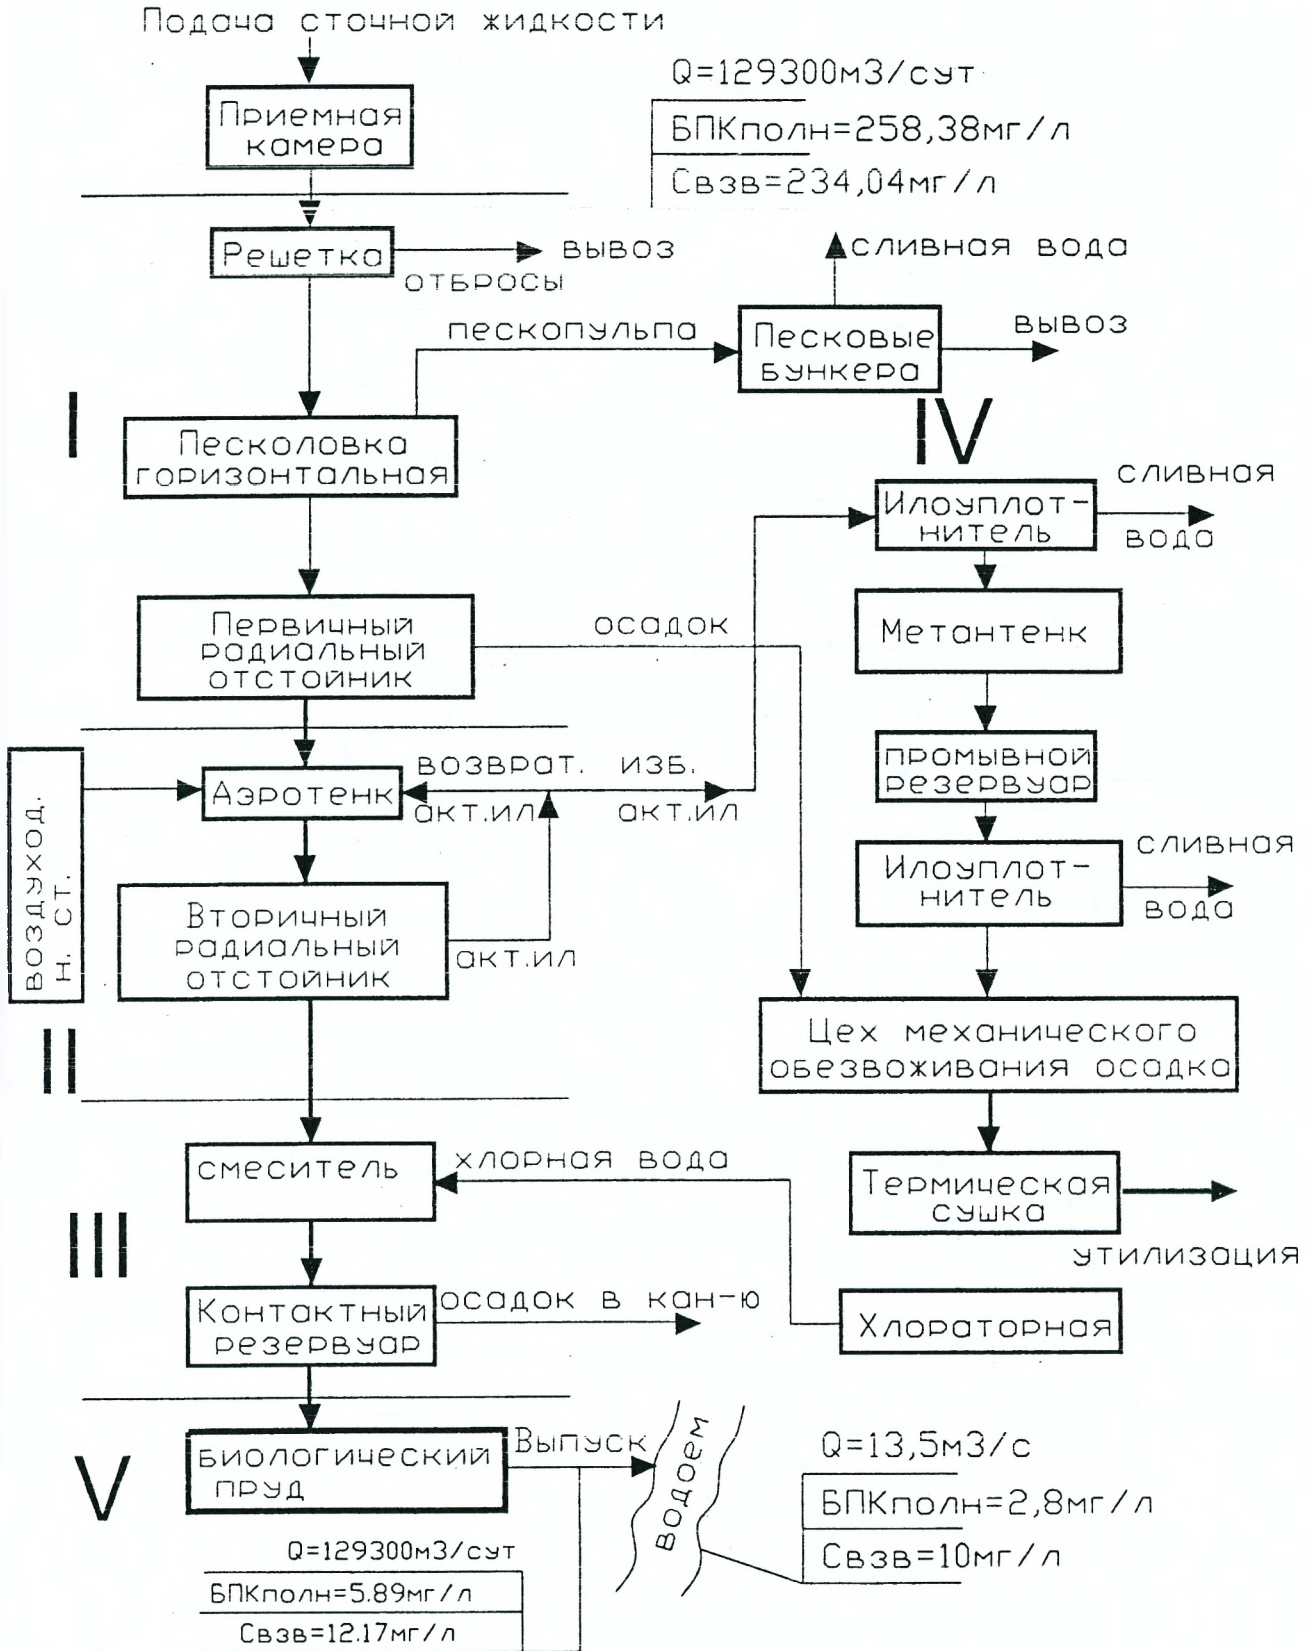 Подача сточной жидкости
Приемная
камера
Q=129300м3/сут
БПКполн=258,38мг/л
Свзв=234,04мг/л
Решетка
вывоз
отбросы
сливная вода
пескопульпа
Песковые
бункера
вывоз
I
Песколовка
горизонтальная
IV
Илоуплот-
нитель
сливная
вода
Первичный
радиальный
отстойник
осадок
Метантенк
промывной
резервуар
воздуход.
н. ст.
Аэротенк
возврат.
акт.ил
изб.
акт.ил
Илоуплот-
нитель
сливная
вода
Вторичный
радиальный
отстойник
акт.ил
II
Цех механического
обезвоживания осадка
смеситель
хлорная вода
Термическая
сушка
утилизация
III
Контактный
резервуар
осадок в кан-ю
Хлораторная
V
биологический
пруд
Выпуск
водоем
Q=13,5м3/с
БПКполн=2,8мг/л
Свзв=10мг/л
Q=129300м3/сут
БПКполн=5.89мг/л
Свзв=12.17мг/л